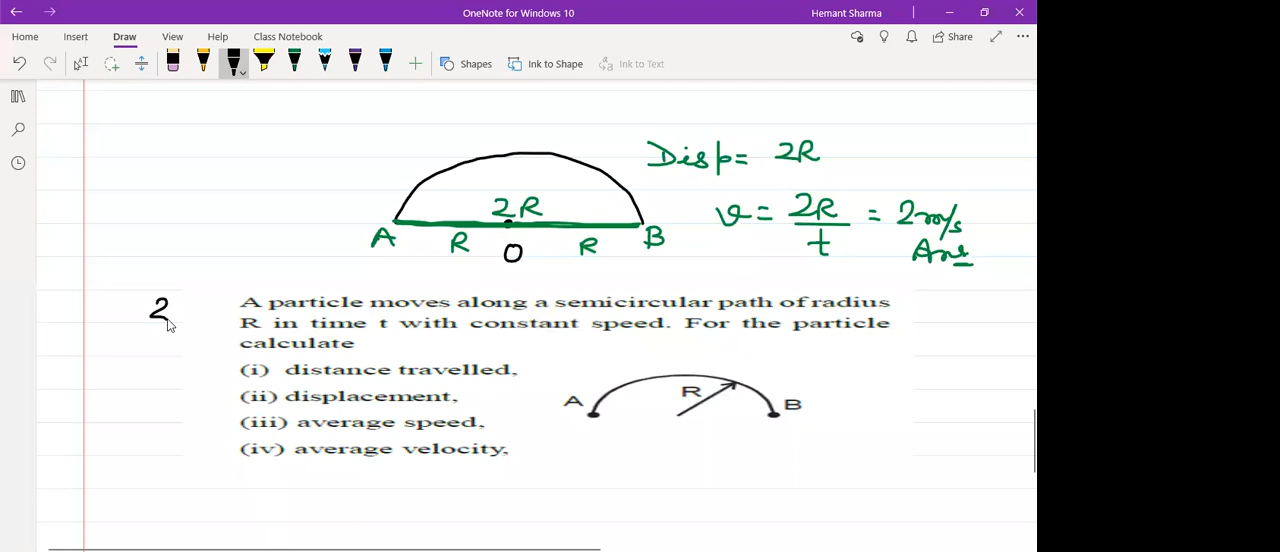 OneNote for Windows 10
Hemant Sharma
Home Insert Draw View Help Class Notebook
Share
Shapes Ink to Shape Ink to Text
Disp = 2R
2R
A R O R B
v = 2R/t = 2m/s
Ans
2
A particle moves along a semicircular path of radius
R in time t with constant speed. For the particle
calculate
(i) distance travelled,
(ii) displacement,
(iii) average speed,
(iv) average velocity,
A R B